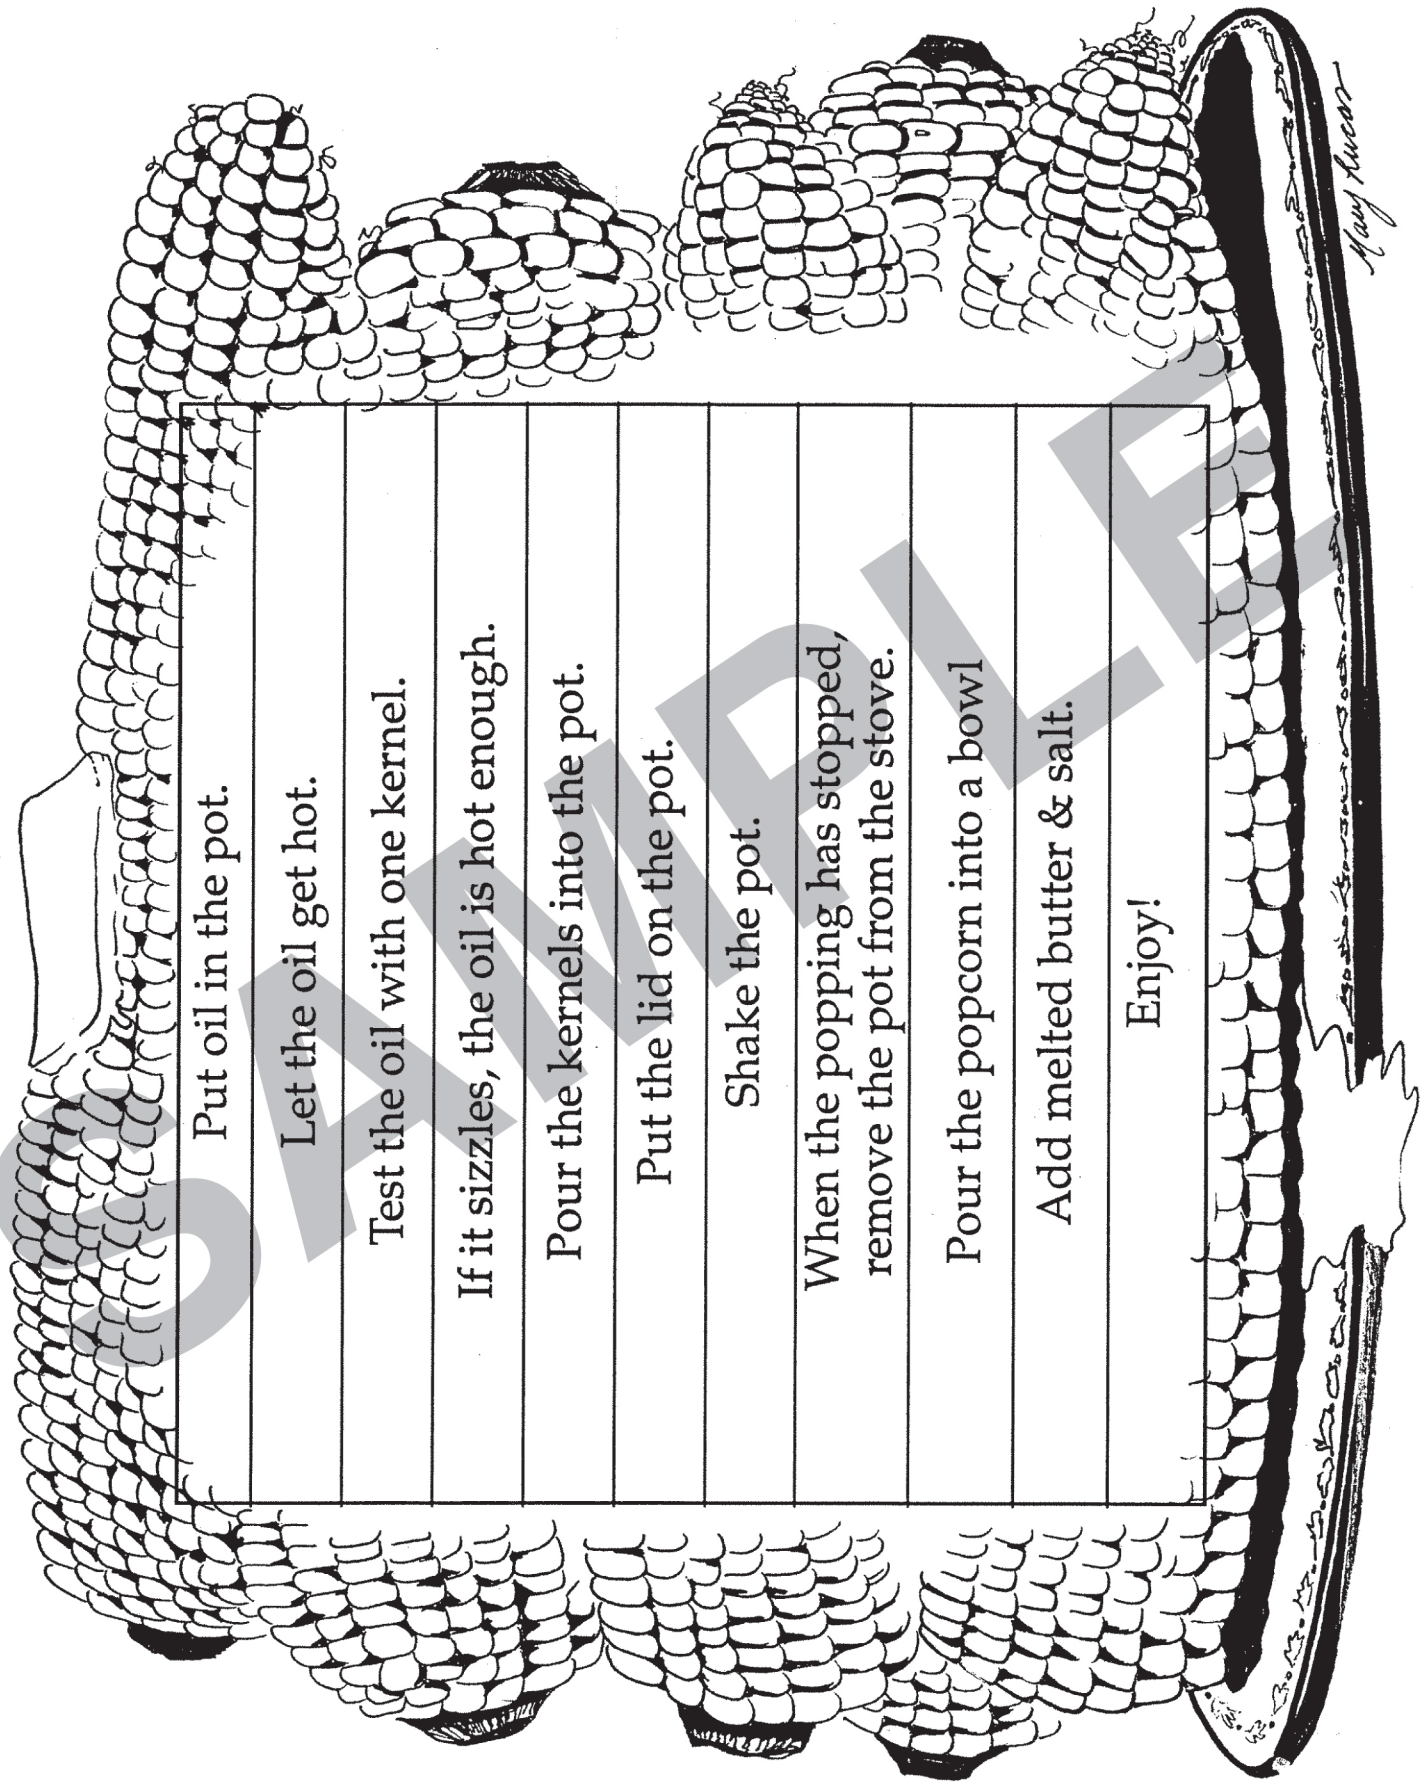 Put oil in the pot.
Let the oil get hot.
Test the oil with one kernel.
If it sizzles, the oil is hot enough.
Pour the kernels into the pot.
Put the lid on the pot.
Shake the pot.
When the popping has stopped,
remove the pot from the stove.
Pour the popcorn into a bowl
Add melted butter & salt.
Enjoy!
SAMPLE
Mary Lucas